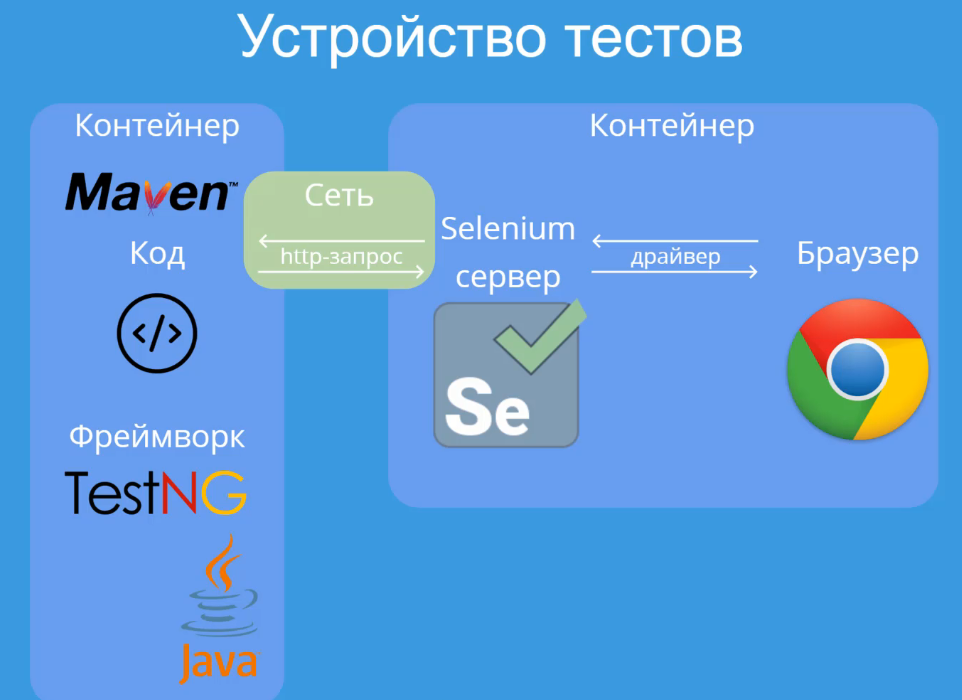 Устройство тестов
Контейнер
Maven™
Код
</>
Фреймворк
TestNG
Java
Сеть
http-запрос
Контейнер
Selenium
сервер
Se
драйвер
Браузер